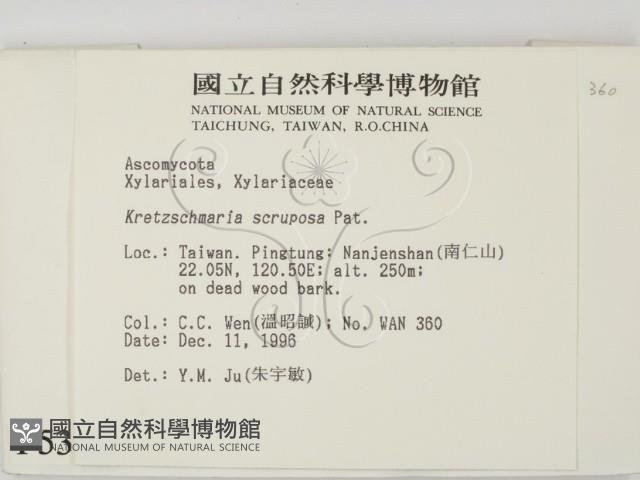 國立自然科學博物館
NATIONAL MUSEUM OF NATURAL SCIENCE
TAICHUNG, TAIWAN, R.O.CHINA
360
Ascomycota
Xylariales, Xylariaceae
Kretzschmaria scruposa Pat.
Loc.: Taiwan. Pingtung: Nanjenshan(南仁山)
22.05N, 120.50E; alt. 250m;
on dead wood bark.
Col.: C.C. Wen(溫昭誠); No. WAN 360
Date: Dec. 11, 1996
Det.: Y.M. Ju(朱宇敏)
國立自然科學博物館
NATIONAL MUSEUM OF NATURAL SCIENCE